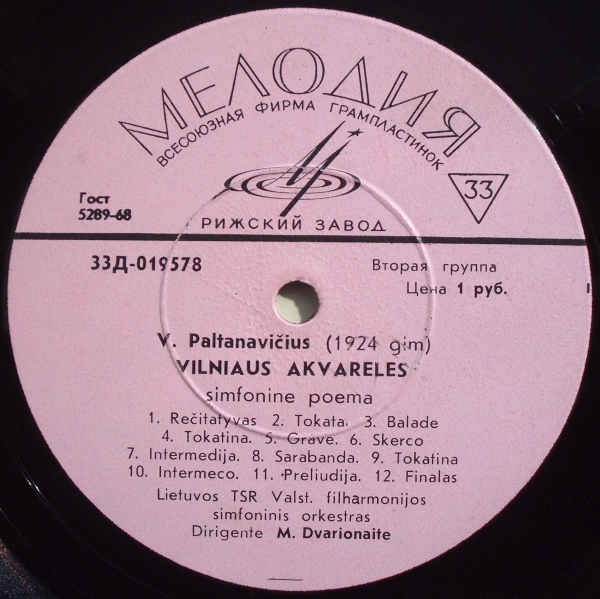 МЕЛОДИЯ
ВСЕСОЮЗНАЯ ФИРМА ГРАМПЛАСТИНОК
33
Гост
5289-68
РИЖСКИЙ ЗАВОД
33Д-019578
Вторая группа
Цена 1 руб.
V. Paltanavičius (1924 gim)
VILNIAUS AKVARELES
simfonine poema
1. Rečitatyvas 2. Tokata. 3. Balade
4. Tokatina. 5. Grave. 6. Skerco
7. Intermedija. 8. Sarabanda. 9. Tokatina
10. Intermeco. 11. Preliudija. 12. Finalas
Lietuvos TSR Valst. filharmonijos
simfoninis orkestras
Dirigente M. Dvarionaite